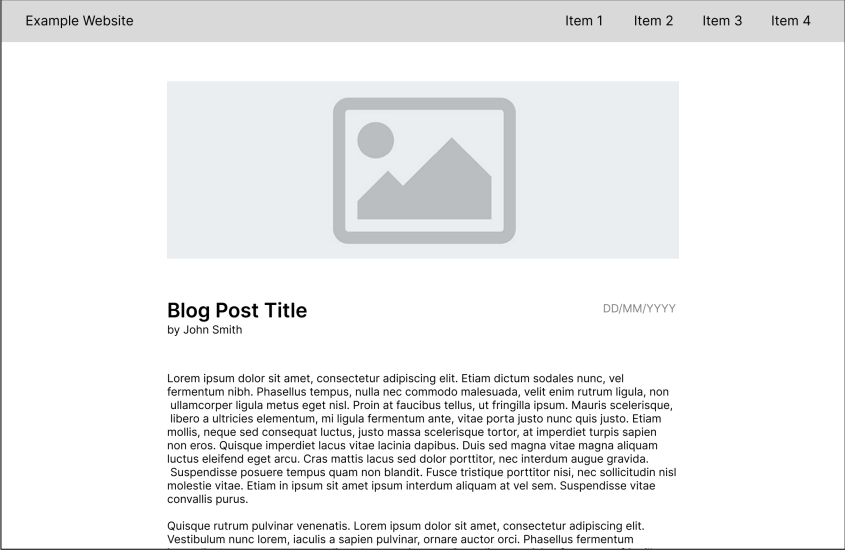 Example Website
Item 1 Item 2 Item 3 Item 4
Blog Post Title
DD/MM/YYYY
by John Smith
Lorem ipsum dolor sit amet, consectetur adipiscing elit. Etiam dictum sodales nunc, vel
fermentum nibh. Phasellus tempus, nulla nec commodo malesuada, velit enim rutrum ligula, non
ullamcorper ligula metus eget nisl. Proin at faucibus tellus, ut fringilla ipsum. Mauris scelerisque,
libero a ultricies elementum, mi ligula fermentum ante, vitae porta justo nunc quis justo. Etiam
mollis, neque sed consequat luctus, justo massa scelerisque tortor, at imperdiet turpis sapien
non eros. Quisque imperdiet lacus vitae lacinia dapibus. Duis sed magna vitae magna aliquam
luctus eleifend eget arcu. Cras mattis lacus sed dolor porttitor, nec interdum augue gravida.
Suspendisse posuere tempus quam non blandit. Fusce tristique porttitor nisi, nec sollicitudin nisl
molestie vitae. Etiam in ipsum sit amet ipsum interdum aliquam at vel sem. Suspendisse vitae
convallis purus.
Quisque rutrum pulvinar venenatis. Lorem ipsum dolor sit amet, consectetur adipiscing elit.
Vestibulum nunc lorem, iaculis a sapien pulvinar, ornare auctor orci. Phasellus fermentum